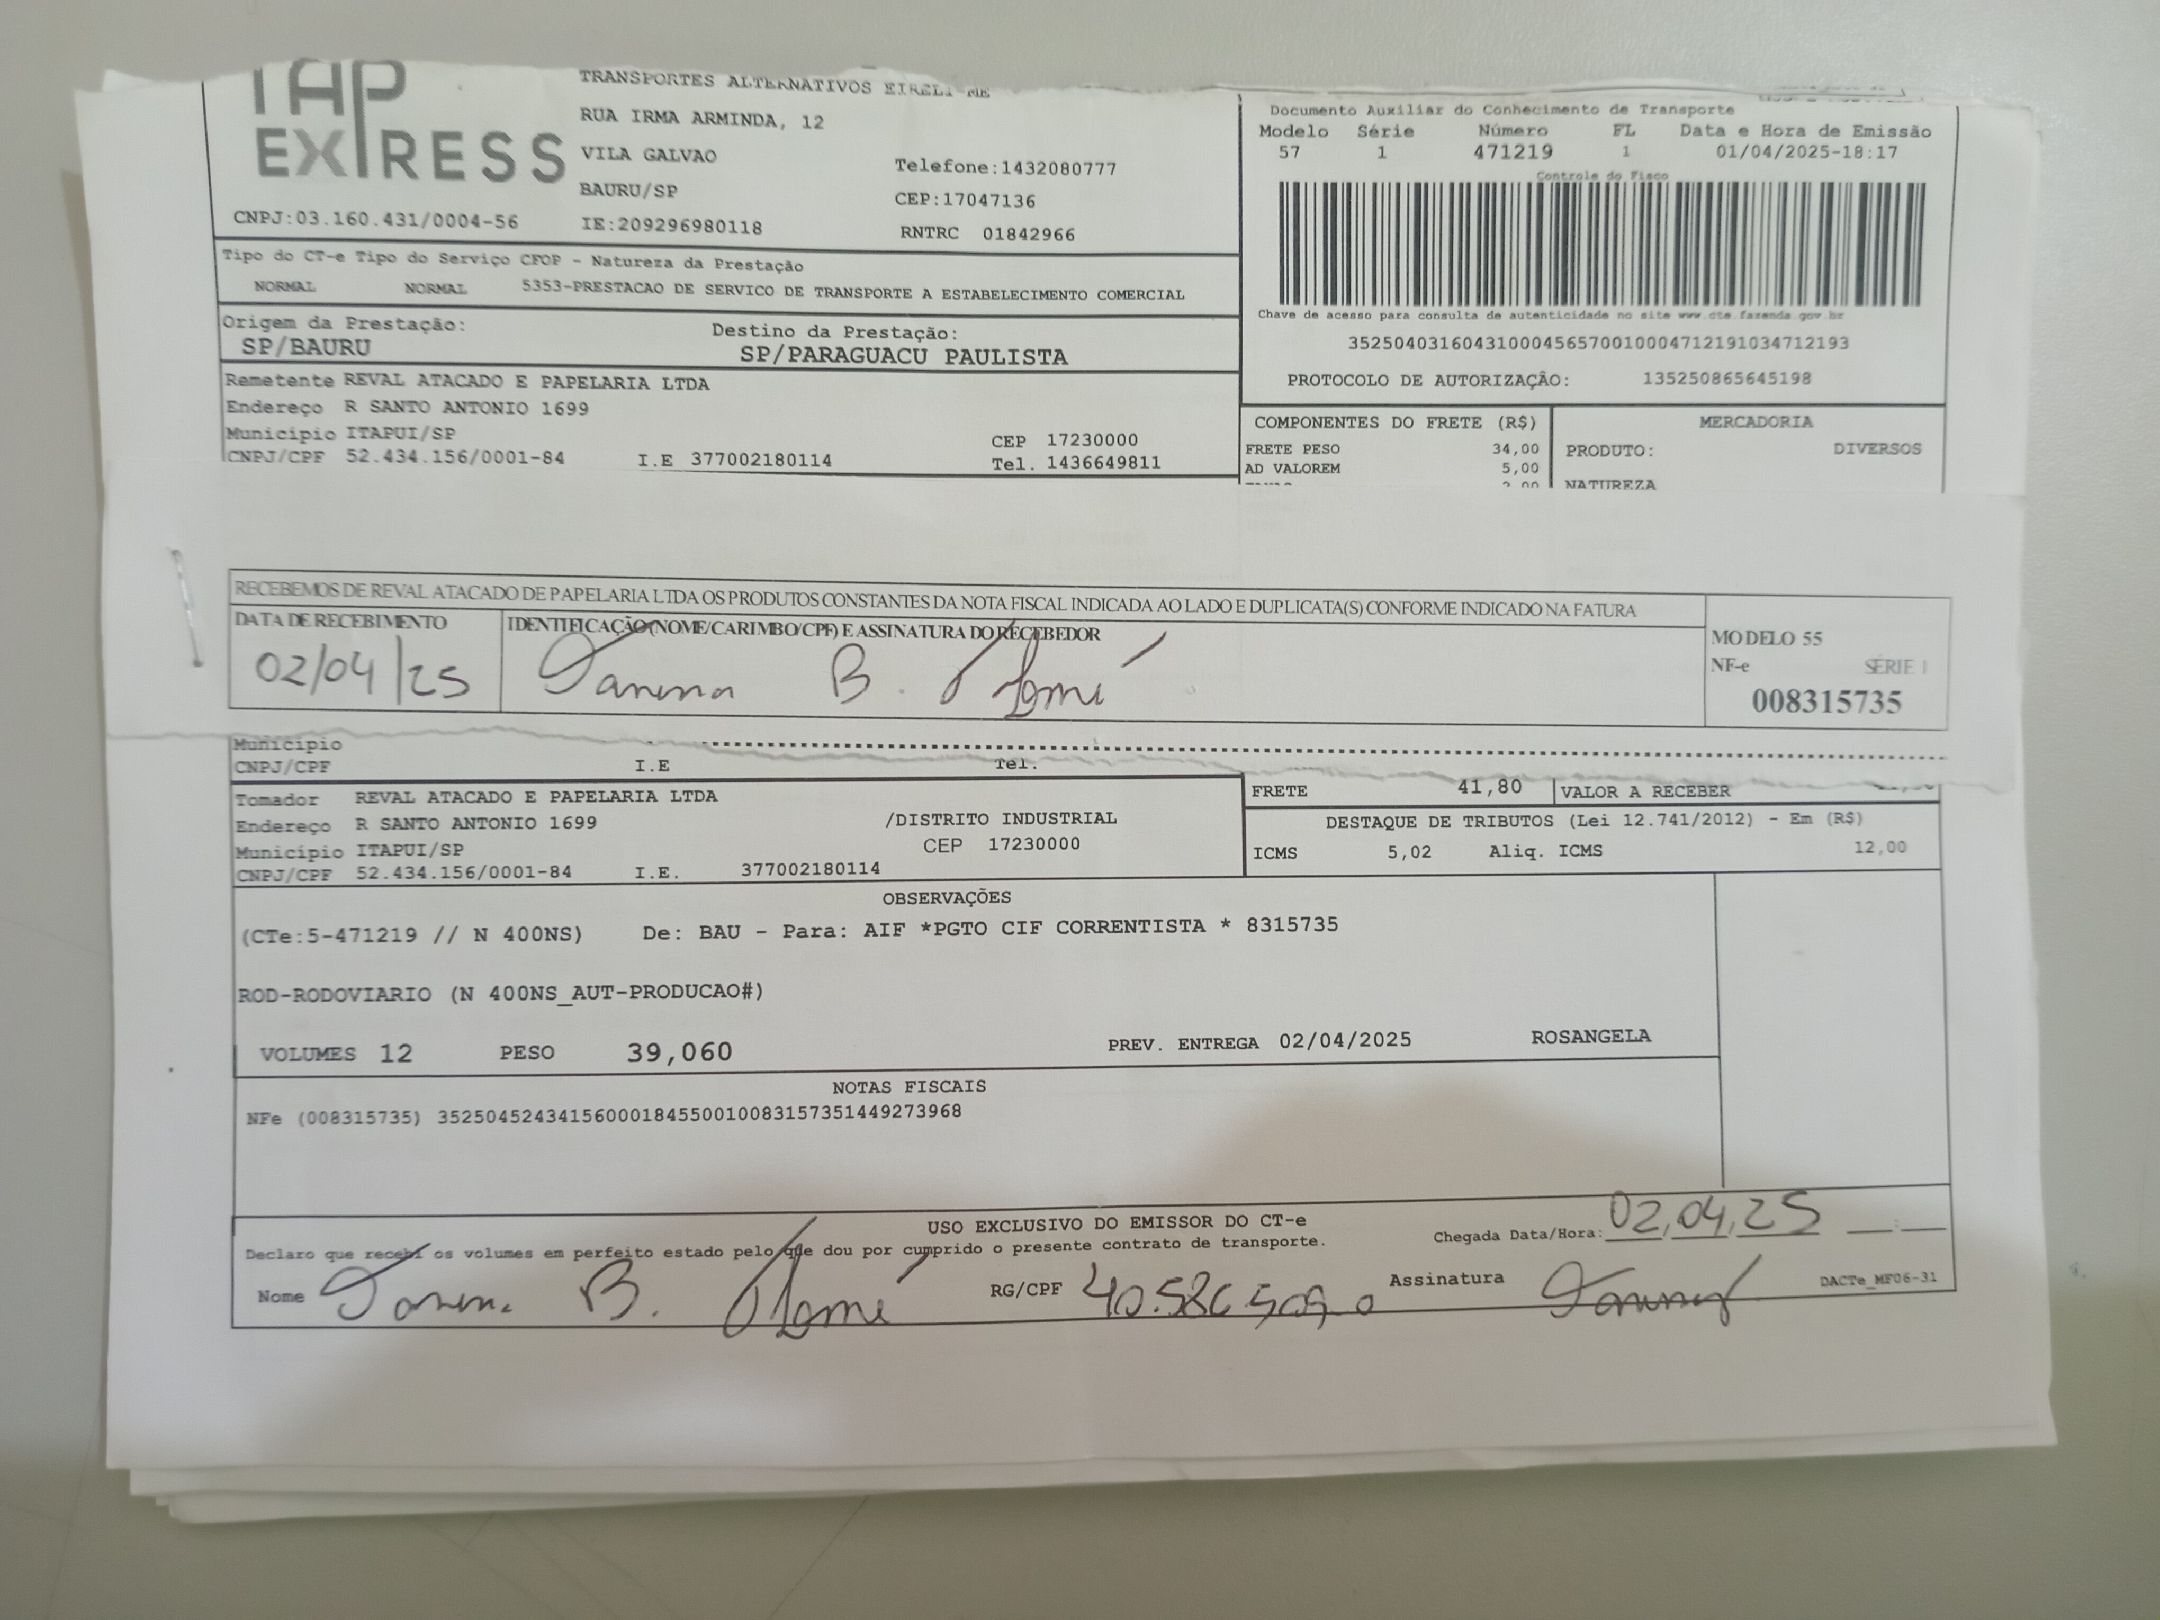 TAP
EXPRESS
TRANSPORTES ALTERNATIVOS EIRELI ME
RUA IRMA ARMINDA, 12
VILA GALVAO
Telefone:1432080777
BAURU/SP
CEP:17047136
CNPJ:03.160.431/0004-56
IE:209296980118
RNTRC 01842966
Documento Auxiliar do Conhecimento de Transporte
Modelo Série Número FL Data e Hora de Emissão
57 1 471219 1 01/04/2025-18:17
Controle do Fisco
Chave de acesso para consulta de autenticidade no site www.cte.fazenda.gov.br
35250403160431000456570010004712191034712193
PROTOCOLO DE AUTORIZAÇÃO: 135250865645198
Tipo do CT-e Tipo do Serviço CFOP - Natureza da Prestação
NORMAL NORMAL 5353-PRESTACAO DE SERVICO DE TRANSPORTE A ESTABELECIMENTO COMERCIAL
Origem da Prestação: Destino da Prestação:
SP/BAURU SP/PARAGUACU PAULISTA
Remetente REVAL ATACADO E PAPELARIA LTDA
Endereço R SANTO ANTONIO 1699
Município ITAPUI/SP CEP 17230000
CNPJ/CPF 52.434.156/0001-84 I.E 377002180114 Tel. 1436649811
COMPONENTES DO FRETE (R$) MERCADORIA
FRETE PESO 34,00 PRODUTO: DIVERSOS
AD VALOREM 5,00
NATUREZA
RECEBEMOS DE REVAL ATACADO DE PAPELARIA LTDA OS PRODUTOS CONSTANTES DA NOTA FISCAL INDICADA AO LADO E DUPLICATA(S) CONFORME INDICADO NA FATURA
DATA DE RECEBIMENTO IDENTIFICAÇÃO (NOME/CARIMBO/CPF) E ASSINATURA DO RECEBEDOR
02/04/25 B.
MODELO 55
NF-e SÉRIE 1
008315735
Município
CNPJ/CPF I.E Tel.
Tomador REVAL ATACADO E PAPELARIA LTDA
Endereço R SANTO ANTONIO 1699 /DISTRITO INDUSTRIAL
Município ITAPUI/SP CEP 17230000
CNPJ/CPF 52.434.156/0001-84 I.E. 377002180114
FRETE 41,80 VALOR A RECEBER
DESTAQUE DE TRIBUTOS (Lei 12.741/2012) - Em (R$)
ICMS 5,02 Aliq. ICMS 12,00
OBSERVAÇÕES
(CTe:5-471219 // N 400NS) De: BAU - Para: AIF *PGTO CIF CORRENTISTA * 8315735
ROD-RODOVIARIO (N 400NS_AUT-PRODUCAO#)
VOLUMES 12 PESO 39,060 PREV. ENTREGA 02/04/2025 ROSANGELA
NOTAS FISCAIS
NFe (008315735) 35250452434156000184550010083157351449273968
USO EXCLUSIVO DO EMISSOR DO CT-e
Declaro que recebi os volumes em perfeito estado pelo que dou por cumprido o presente contrato de transporte.
Chegada Data/Hora: 02,04,25
Nome B. RG/CPF Assinatura DACTe_MF06-31